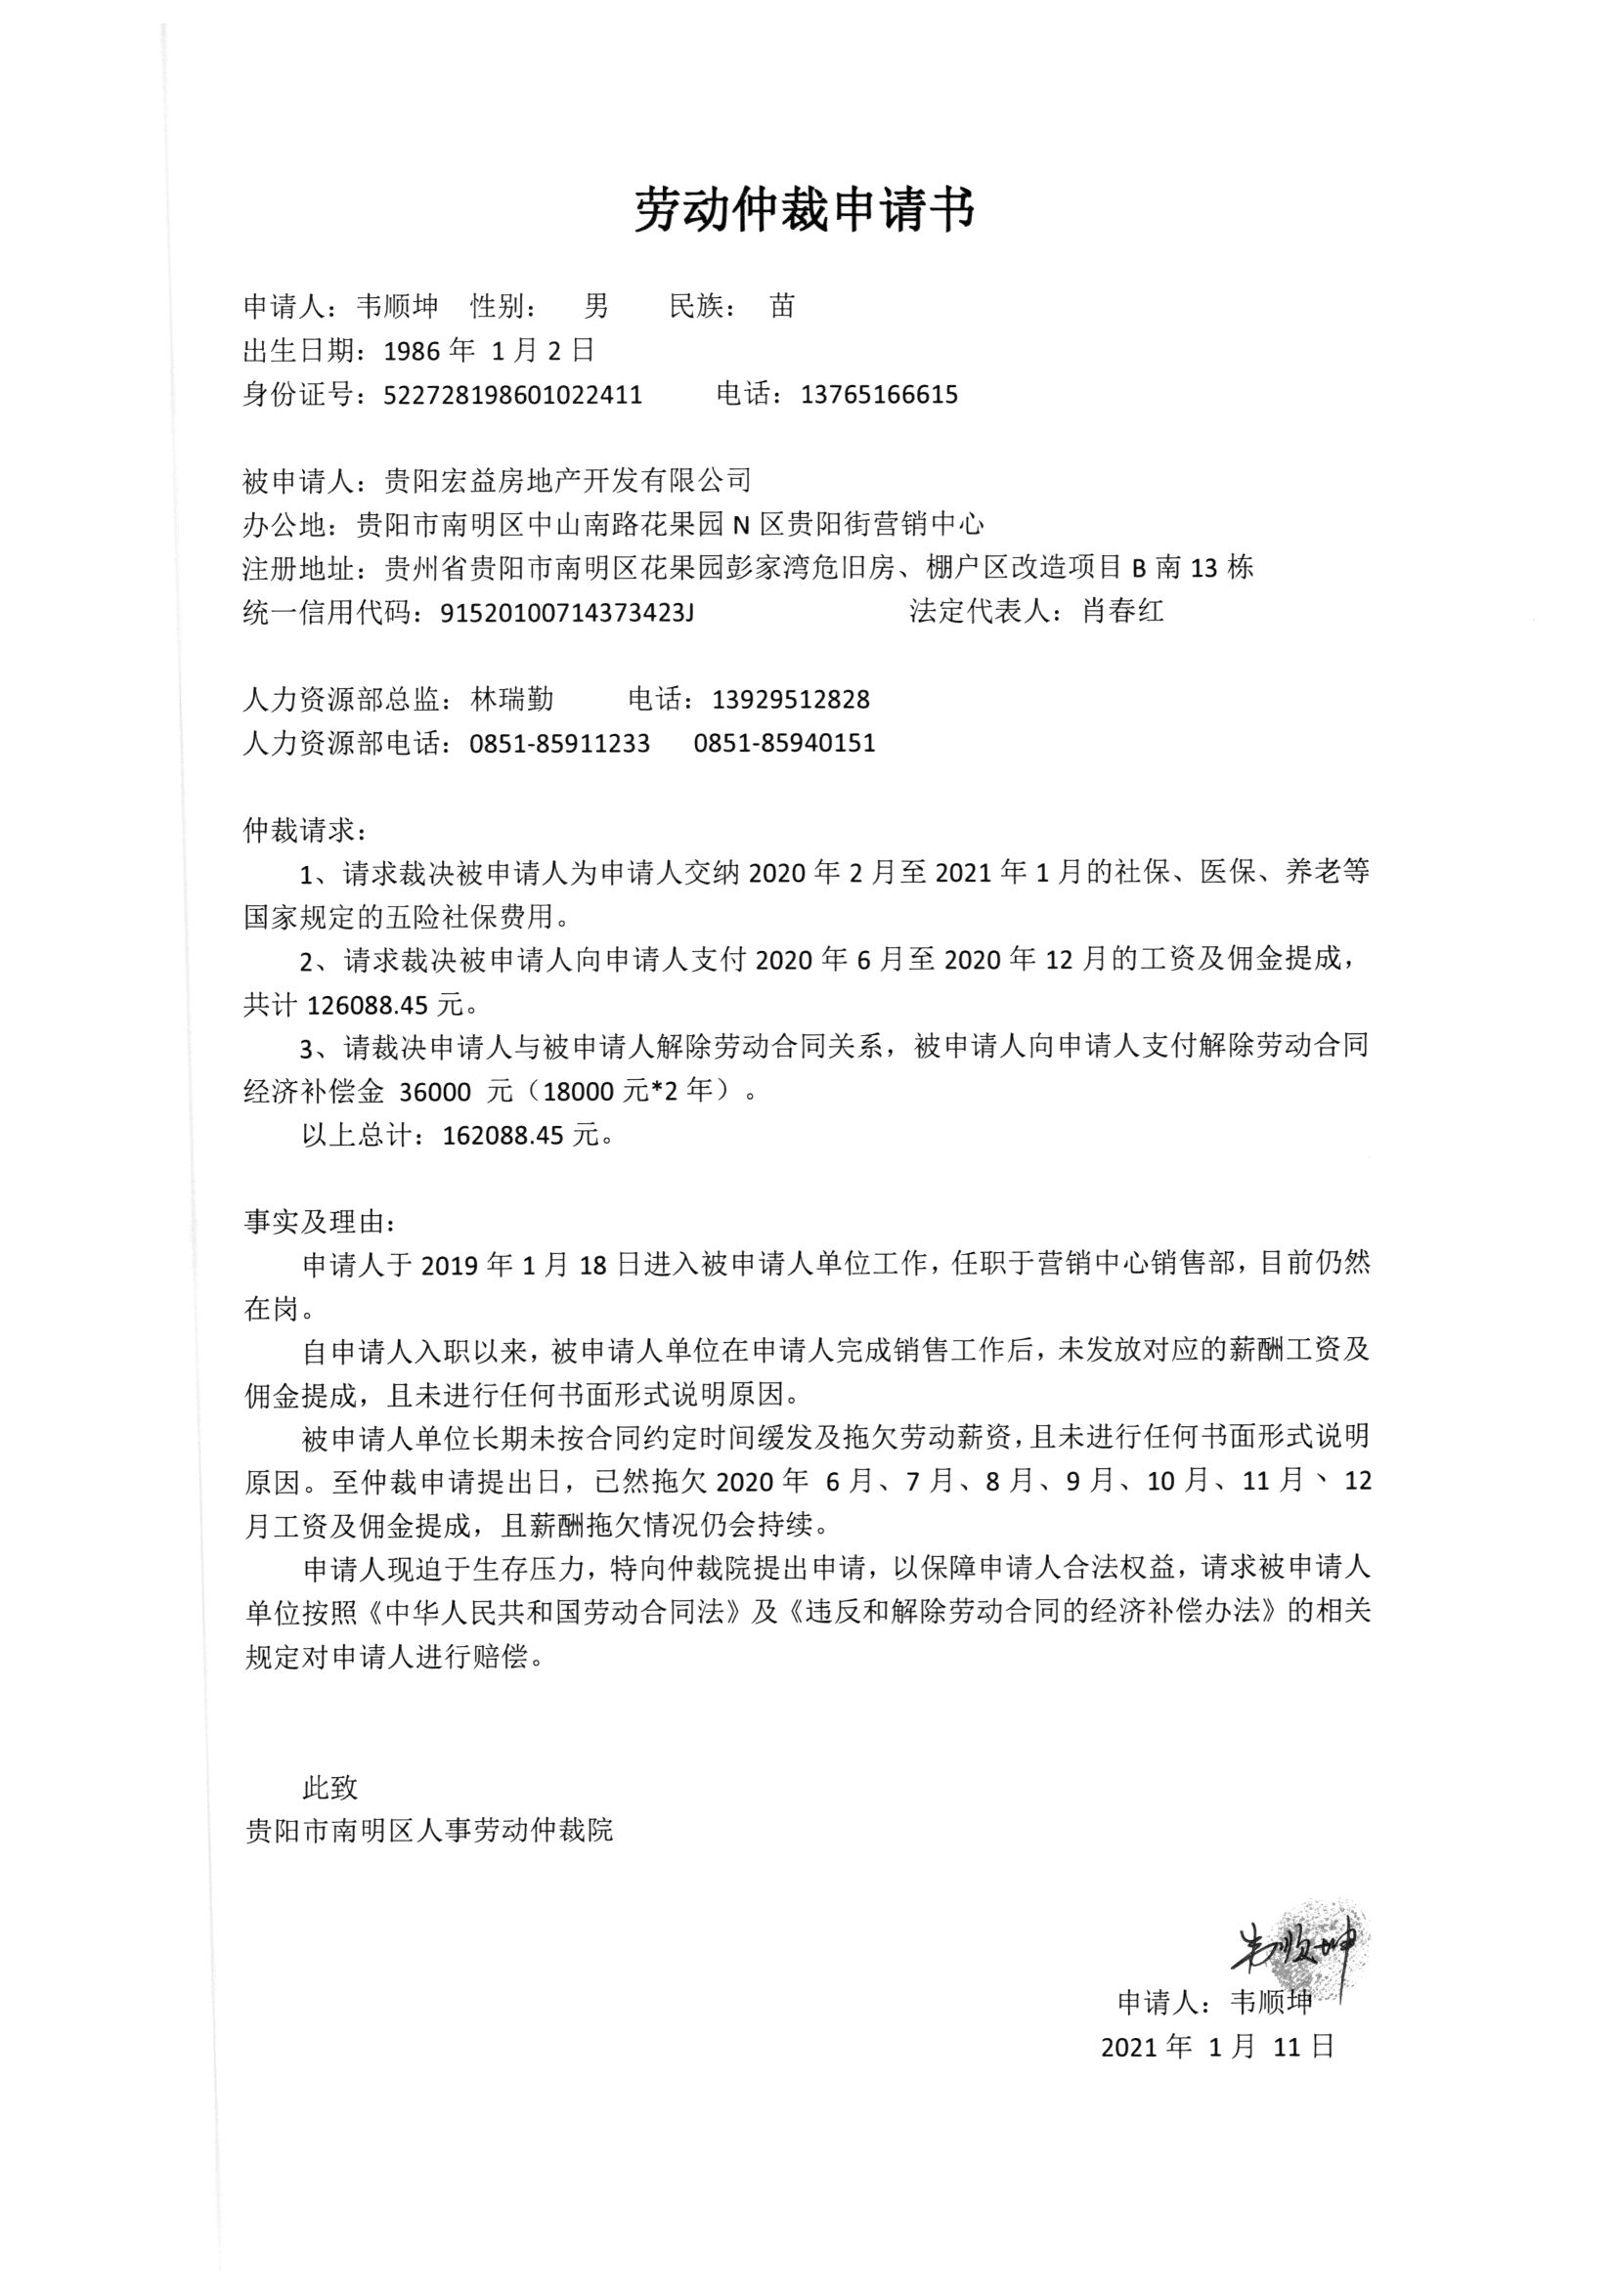 劳动仲裁申请书
申请人：韦顺坤 性别： 男 民族： 苗
出生日期：1986 年 1 月 2 日
身份证号：522728198601022411 电话：13765166615
被申请人：贵阳宏益房地产开发有限公司
办公地：贵阳市南明区中山南路花果园 N 区贵阳街营销中心
注册地址：贵州省贵阳市南明区花果园彭家湾危旧房、棚户区改造项目 B 南 13 栋
统一信用代码：91520100714373423J 法定代表人：肖春红
人力资源部总监：林瑞勤 电话：13929512828
人力资源部电话：0851-85911233 0851-85940151
仲裁请求：
1、请求裁决被申请人为申请人交纳 2020 年 2 月至 2021 年 1 月的社保、医保、养老等
国家规定的五险社保费用。
2、请求裁决被申请人向申请人支付 2020 年 6 月至 2020 年 12 月的工资及佣金提成，
共计 126088.45 元。
3、请裁决申请人与被申请人解除劳动合同关系，被申请人向申请人支付解除劳动合同
经济补偿金 36000 元（18000 元*2 年）。
以上总计：162088.45 元。
事实及理由：
申请人于 2019 年 1 月 18 日进入被申请人单位工作，任职于营销中心销售部，目前仍然
在岗。
自申请人入职以来，被申请人单位在申请人完成销售工作后，未发放对应的薪酬工资及
佣金提成，且未进行任何书面形式说明原因。
被申请人单位长期未按合同约定时间缓发及拖欠劳动薪资，且未进行任何书面形式说明
原因。至仲裁申请提出日，已然拖欠 2020 年 6 月、7 月、8 月、9 月、10 月、11 月、12
月工资及佣金提成，且薪酬拖欠情况仍会持续。
申请人现迫于生存压力，特向仲裁院提出申请，以保障申请人合法权益，请求被申请人
单位按照《中华人民共和国劳动合同法》及《违反和解除劳动合同的经济补偿办法》的相关
规定对申请人进行赔偿。
此致
贵阳市南明区人事劳动仲裁院
韦顺坤
申请人：韦顺坤
2021 年 1 月 11 日